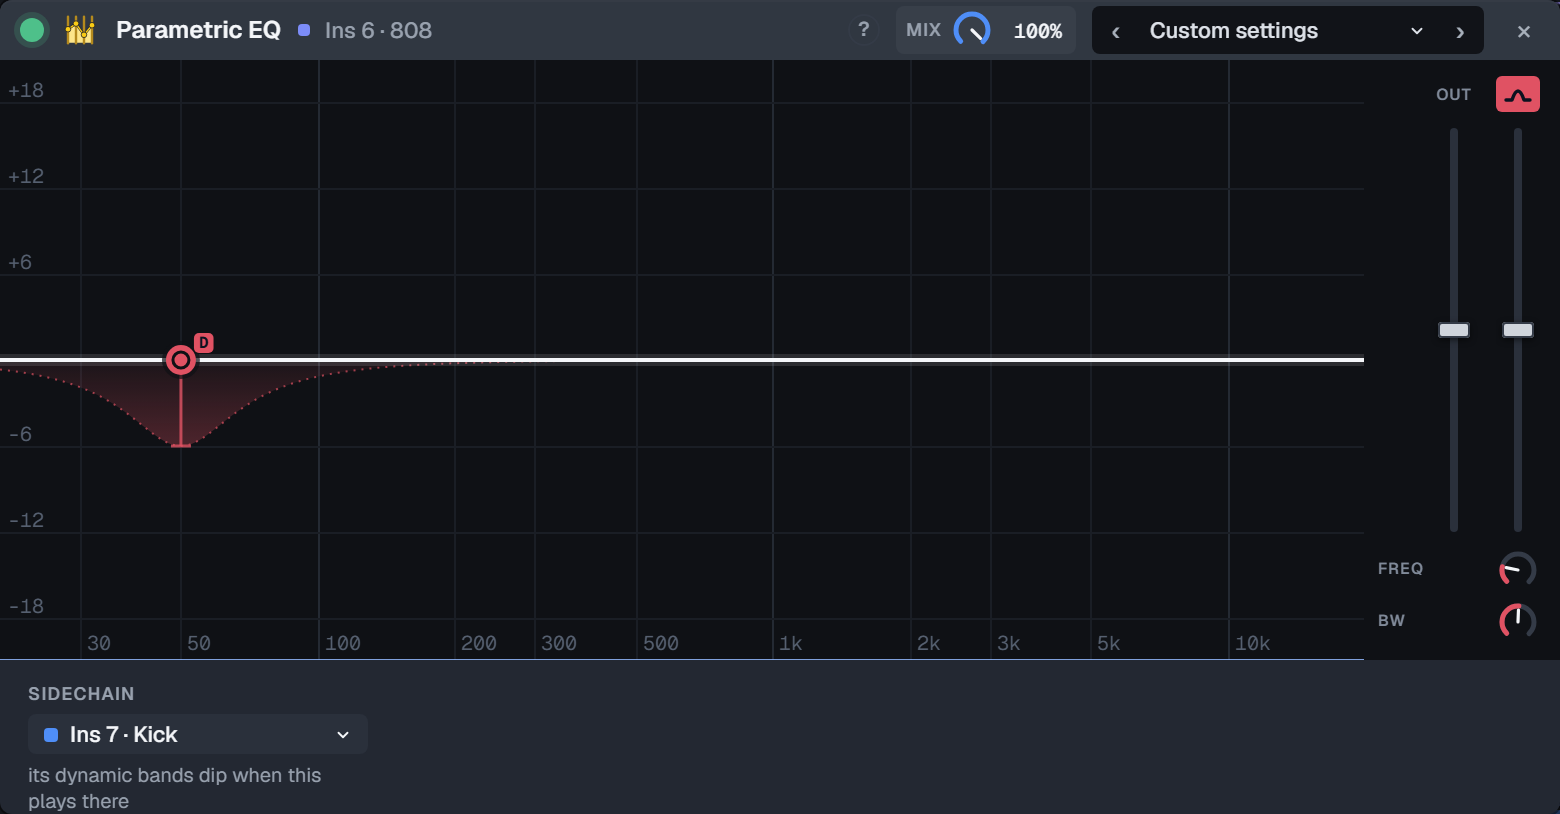 Parametric EQ Ins 6 · 808 ? MIX 100% ‹ Custom settings › ×
+18
+12
+6
-6
-12
-18
30 50 100 200 300 500 1k 2k 3k 5k 10k
D
OUT
FREQ
BW
SIDECHAIN
Ins 7 · Kick
its dynamic bands dip when this
plays there